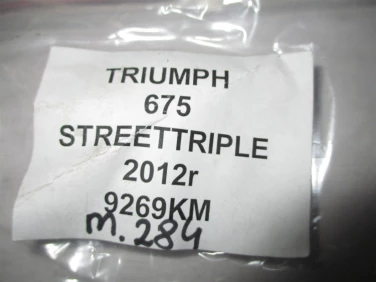 TRIUMPH
675
STREETTRIPLE
2012r
9269KM
m.284